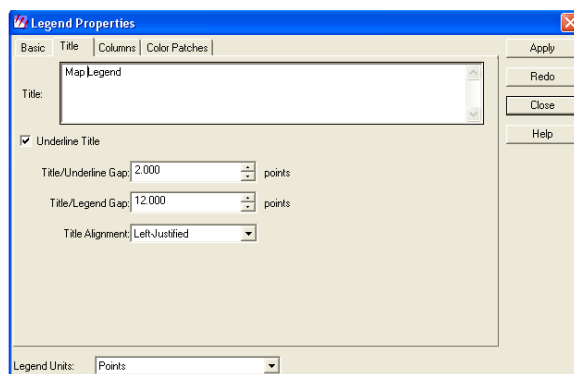 Legend Properties
Basic Title Columns Color Patches
Apply
Redo
Close
Help
Title: Map Legend
Underline Title
Title/Underline Gap: 2.000 points
Title/Legend Gap: 12.000 points
Title Alignment: Left-Justified
Legend Units: Points